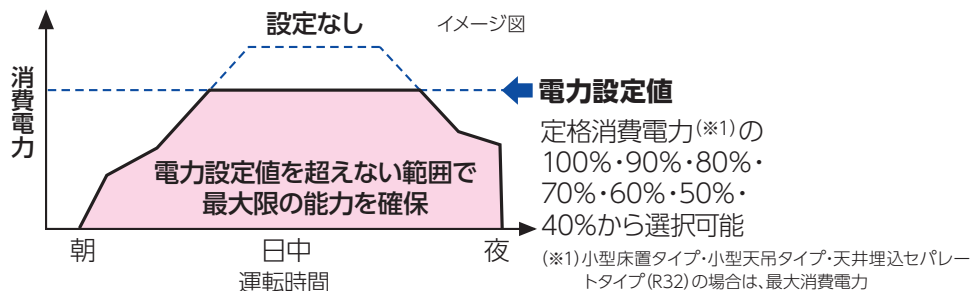 設定なし
イメージ図
消費電力
電力設定値
定格消費電力(※1)の
100%・90%・80%・
70%・60%・50%・
40%から選択可能
電力設定値を超えない範囲で
最大限の能力を確保
朝
日中
夜
運転時間
(※1)小型床置タイプ・小型天吊タイプ・天井埋込セパレー
トタイプ(R32)の場合は、最大消費電力